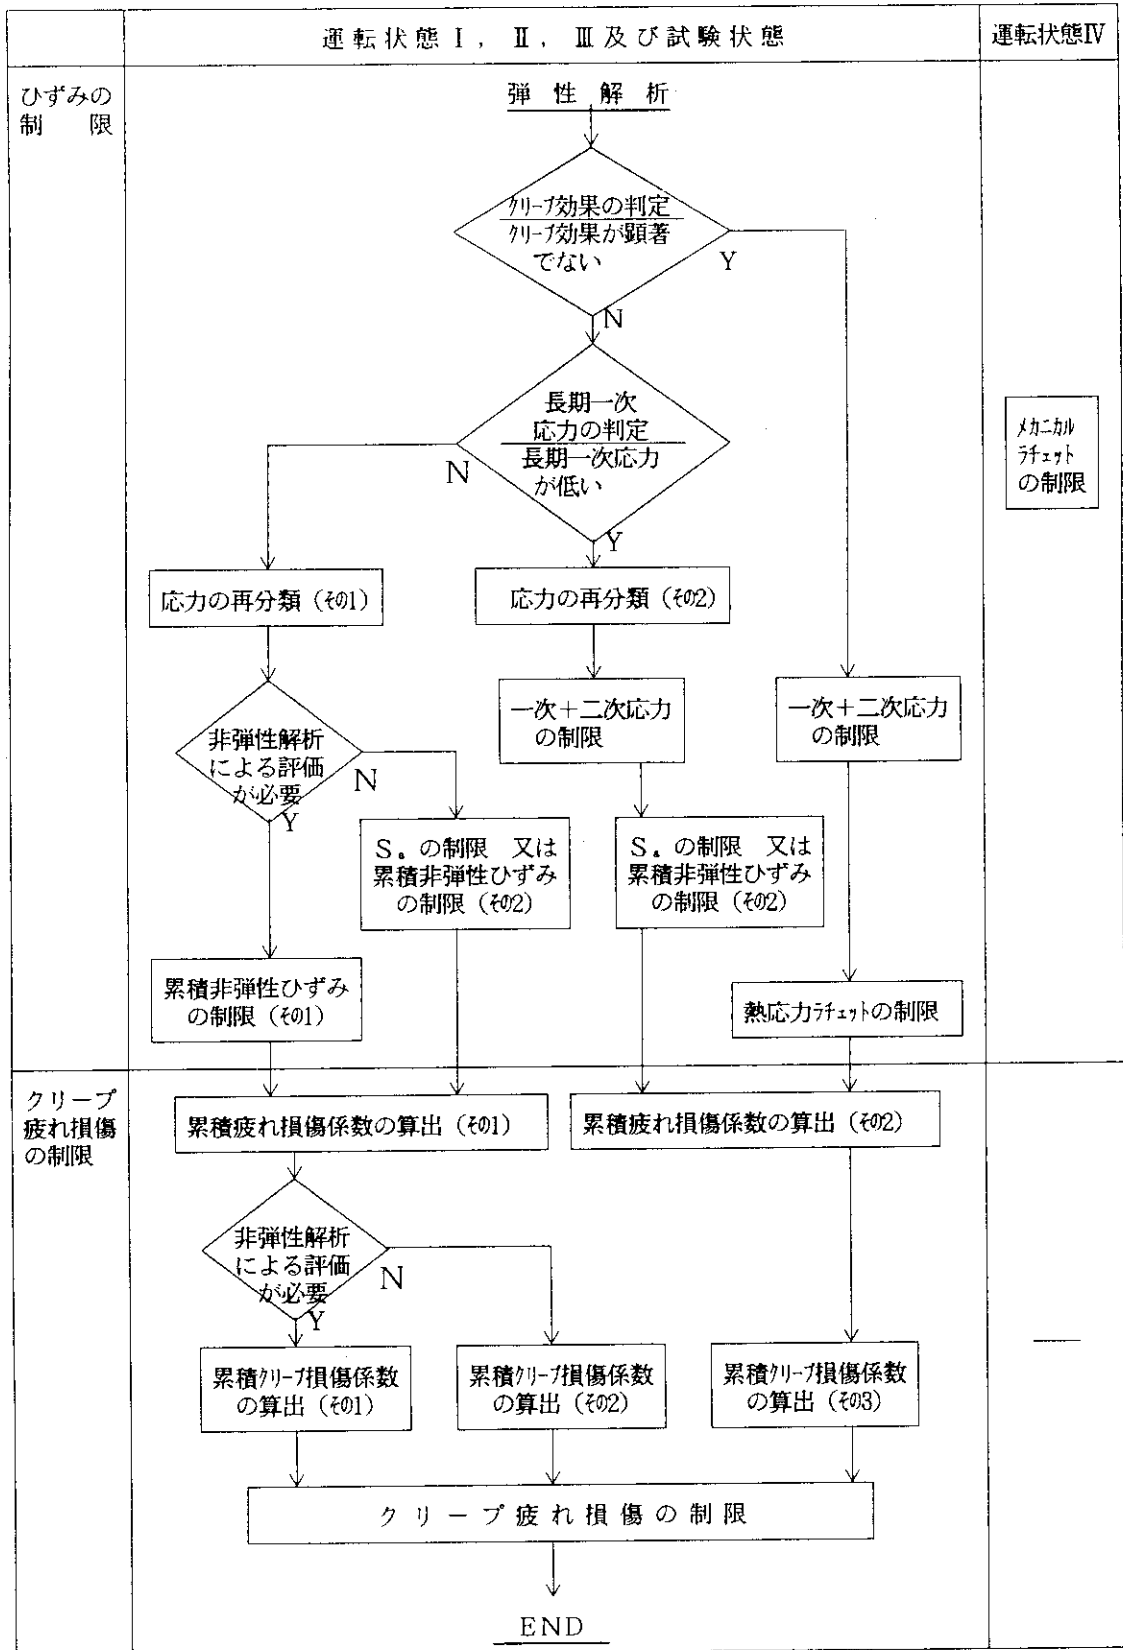 運転状態Ⅰ，Ⅱ，Ⅲ及び試験状態
運転状態Ⅳ
ひずみの
制　限
弾性解析
クリープ効果の判定
クリープ効果が顕著
でない
Y
N
長期一次
応力の判定
長期一次応力
が低い
N
Y
メカニカル
ラチェット
の制限
応力の再分類（その1）
応力の再分類（その2）
一次＋二次応力
の制限
一次＋二次応力
の制限
非弾性解析
による評価
が必要
N
Y
Sₐの制限　又は
累積非弾性ひずみ
の制限（その2）
Sₐの制限　又は
累積非弾性ひずみ
の制限（その2）
累積非弾性ひずみ
の制限（その1）
熱応力ラチェットの制限
クリープ
疲れ損傷
の制限
累積疲れ損傷係数の算出（その1）
累積疲れ損傷係数の算出（その2）
非弾性解析
による評価
が必要
N
Y
累積クリープ損傷係数
の算出（その1）
累積クリープ損傷係数
の算出（その2）
累積クリープ損傷係数
の算出（その3）
クリープ疲れ損傷の制限
END